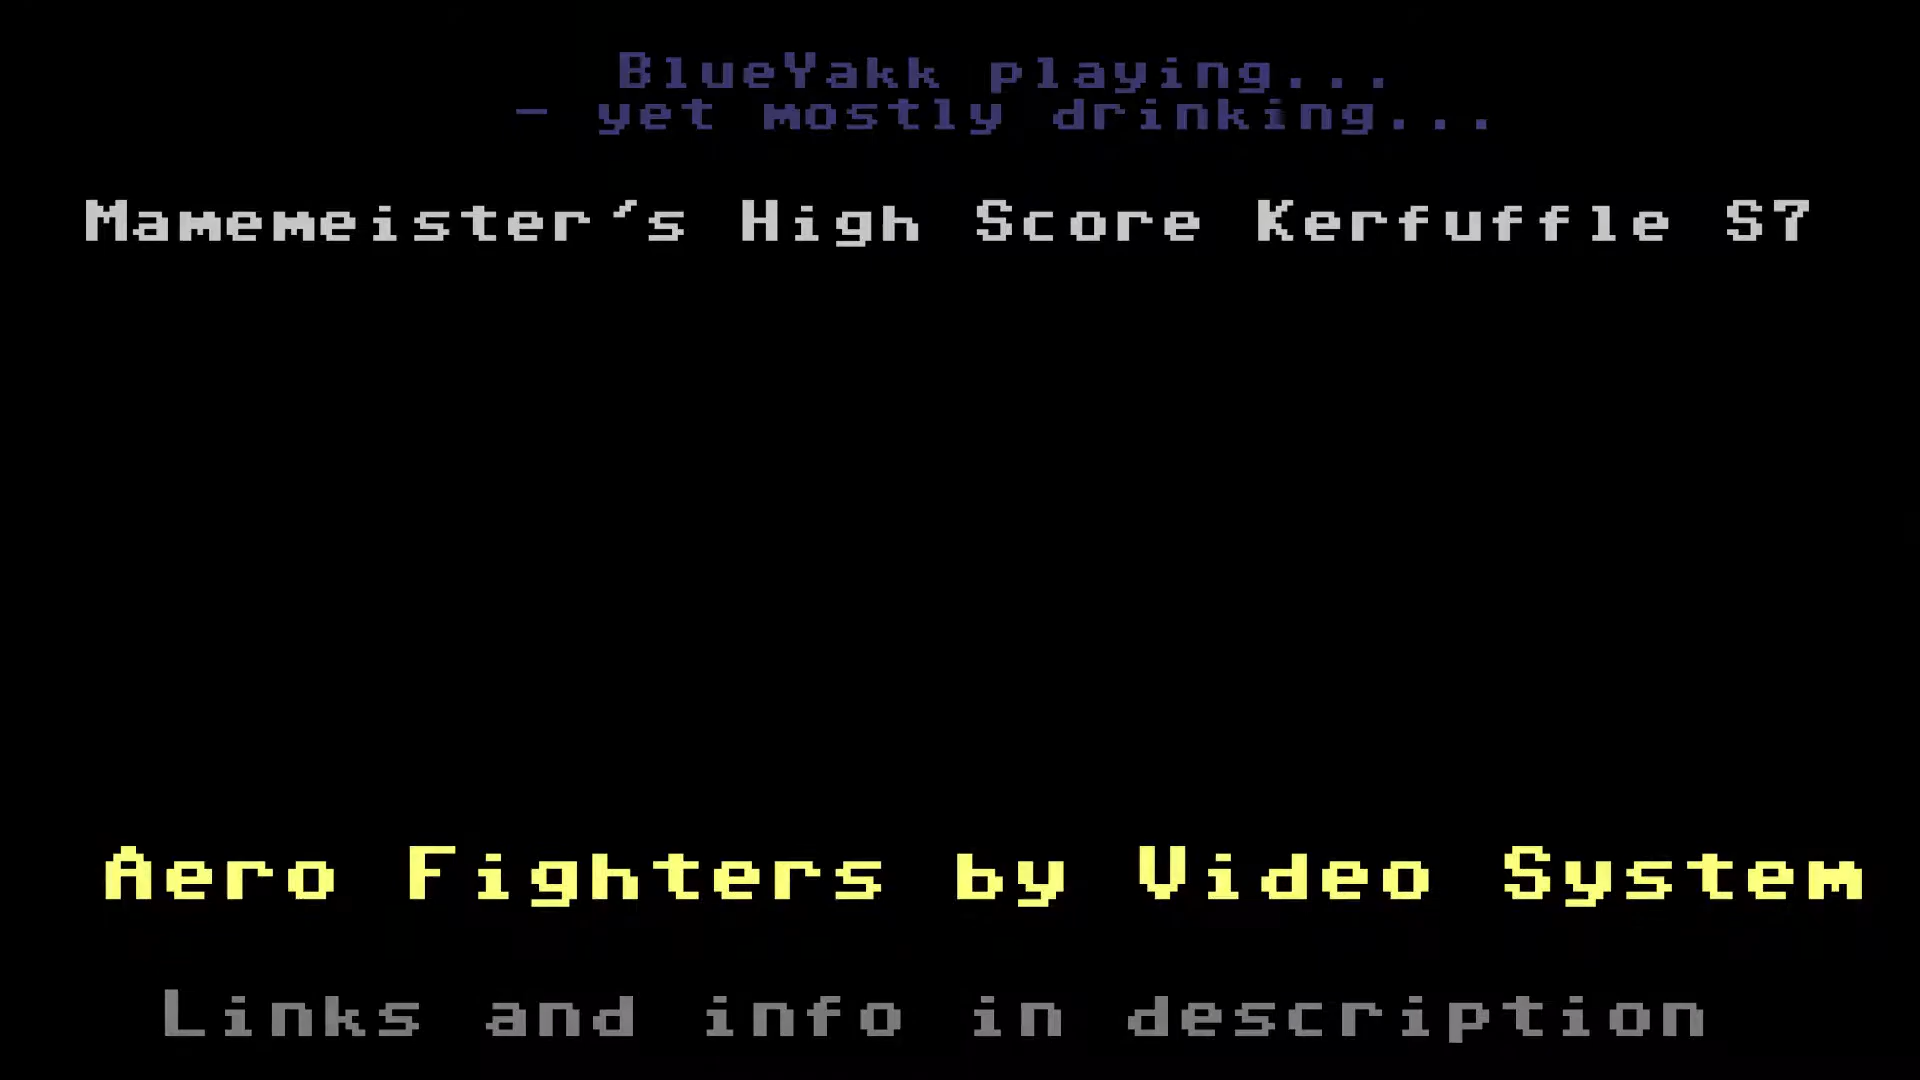 BlueYakk playing...
- yet mostly drinking...
Mamemeister's High Score Kerfuffle S7
Aero Fighters by Video System
Links and info in description